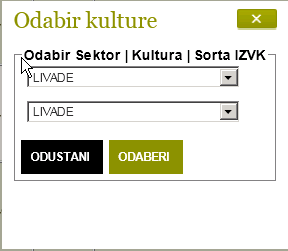 Odabir kulture
Odabir Sektor | Kultura | Sorta IZVK
LIVADE
LIVADE
ODUSTANI
ODABERI